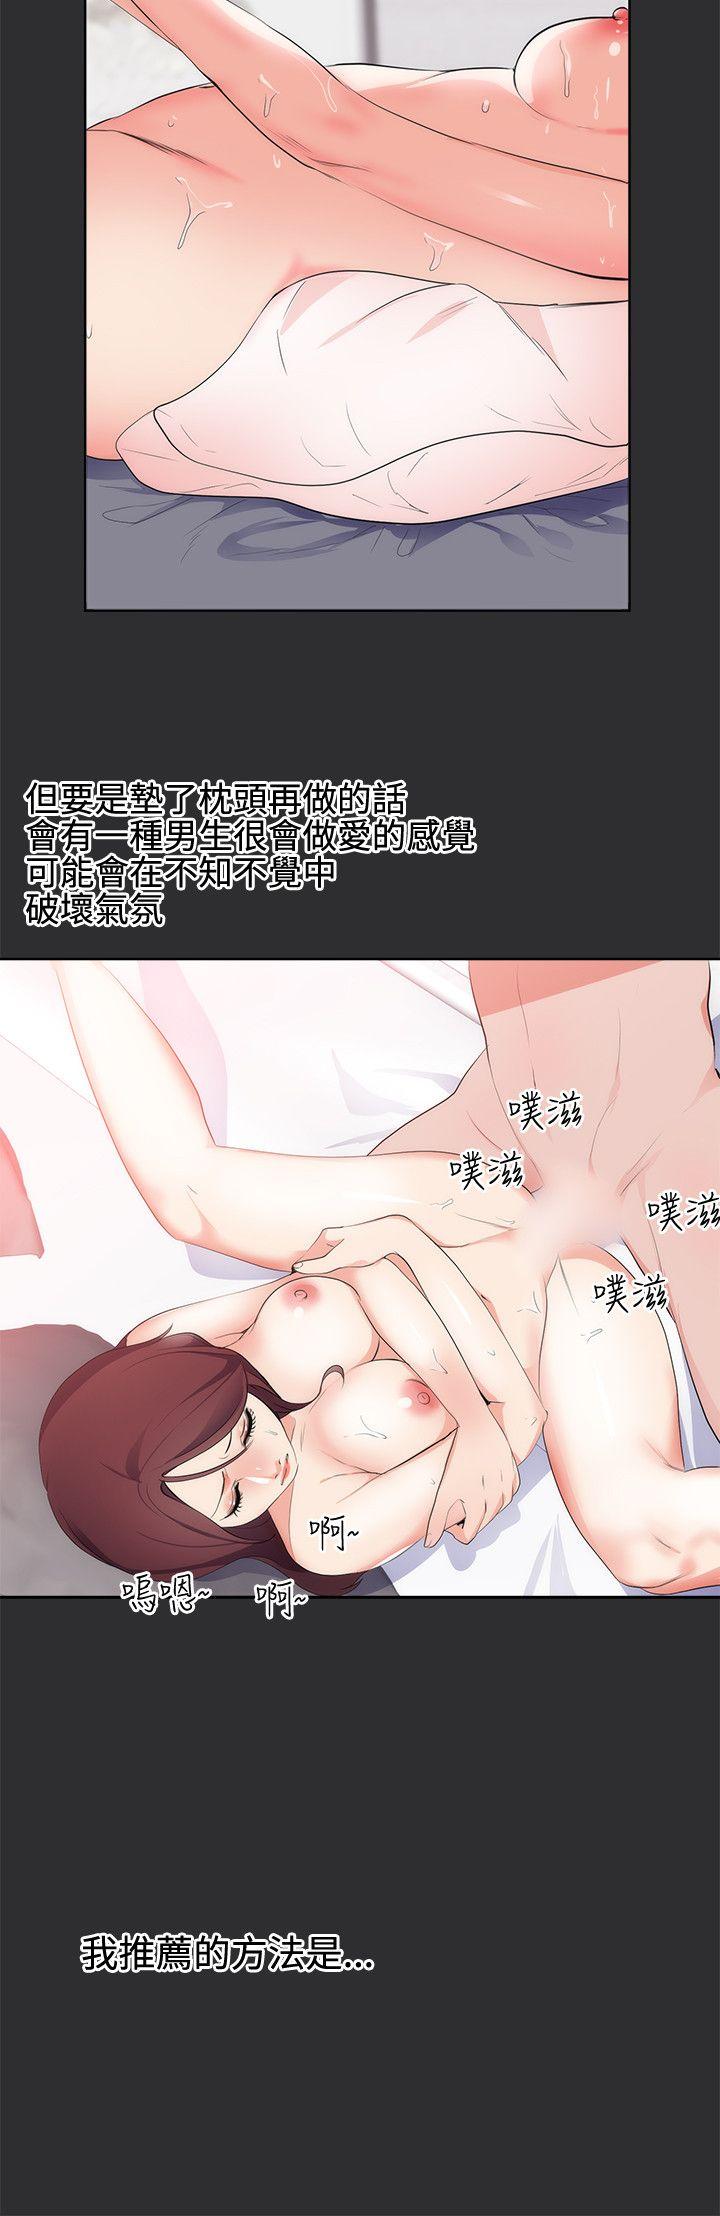 但要是墊了枕頭再做的話
會有一種男生很會做愛的感覺
可能會在不知不覺中
破壞氣氛
噗滋
噗滋
噗滋
噗滋
啊~
嗚嗯~
啊~
我推薦的方法是...